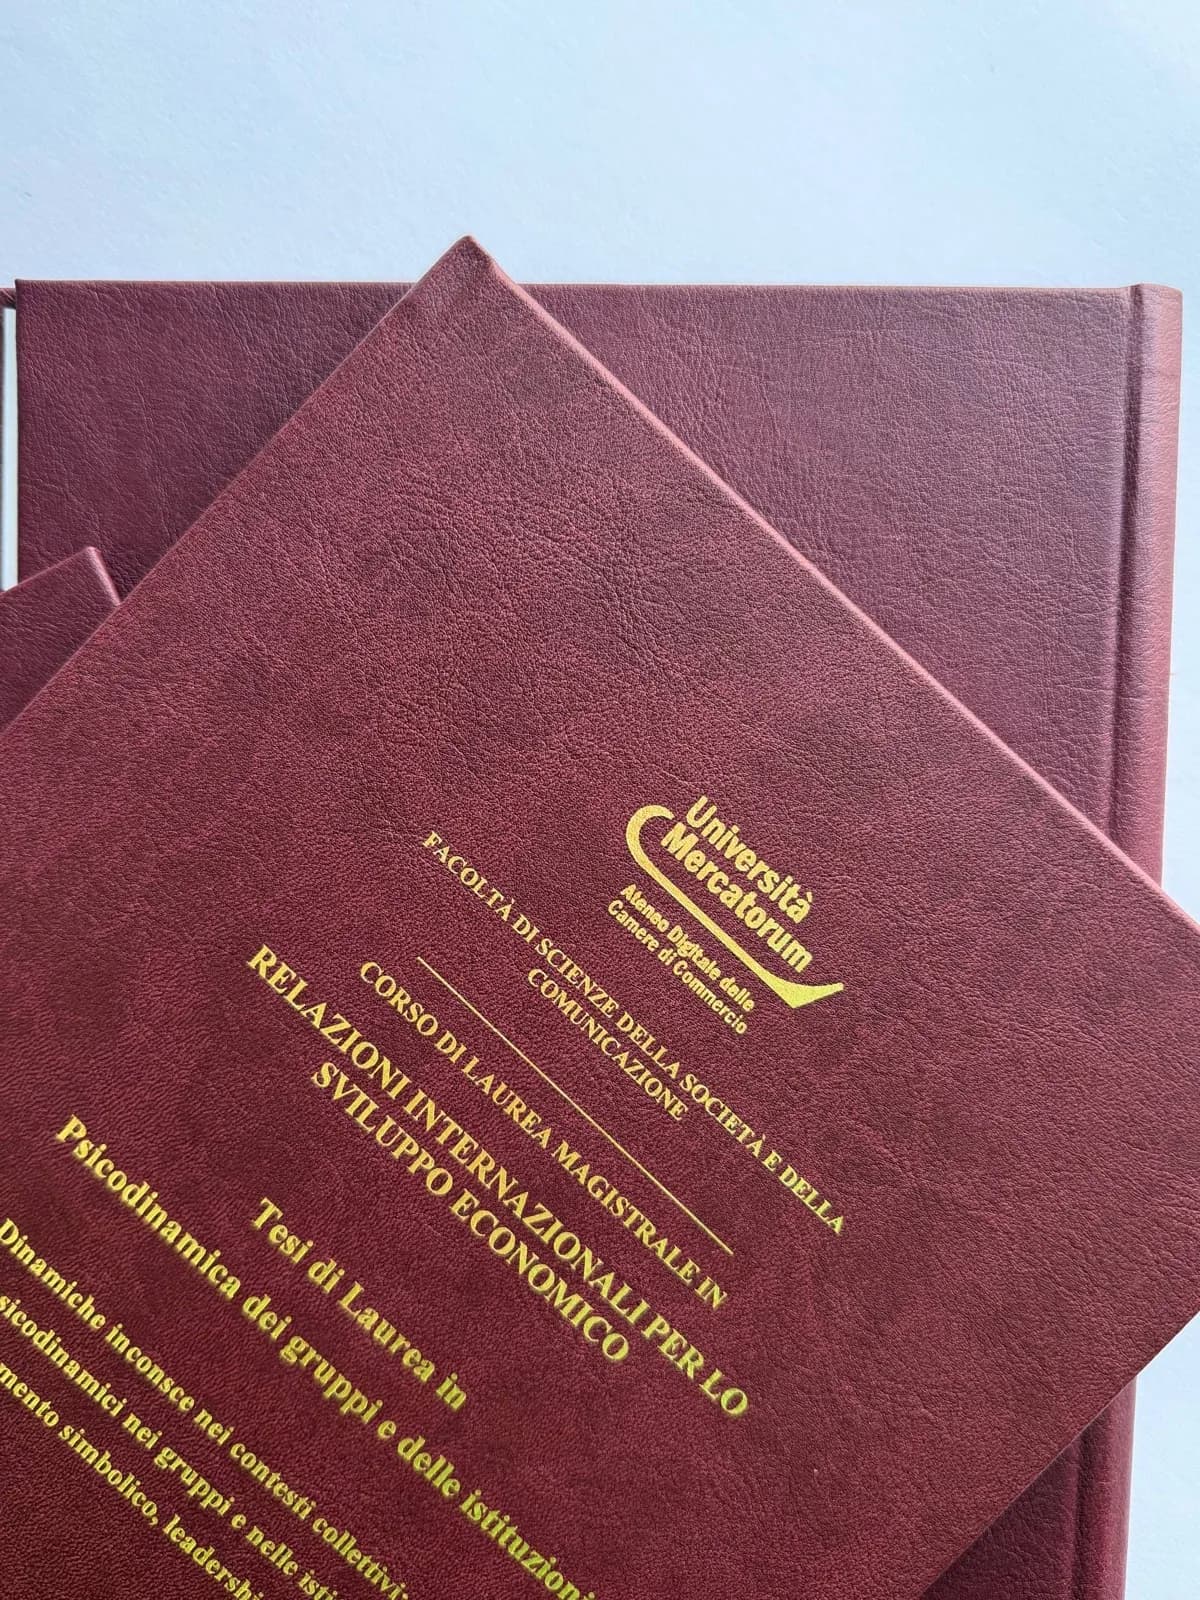 Università
Mercatorum
Ateneo Digitale delle
Camere di Commercio
FACOLTÀ DI SCIENZE DELLA SOCIETÀ E DELLA
COMUNICAZIONE
CORSO DI LAUREA MAGISTRALE IN
RELAZIONI INTERNAZIONALI PER LO
SVILUPPO ECONOMICO
Tesi di Laurea in
Psicodinamica dei gruppi e delle istituzioni
Dinamiche inconsce nei contesti collettivi:
sicodinamici nei gruppi e nelle isti
mento simbolico, leadershi